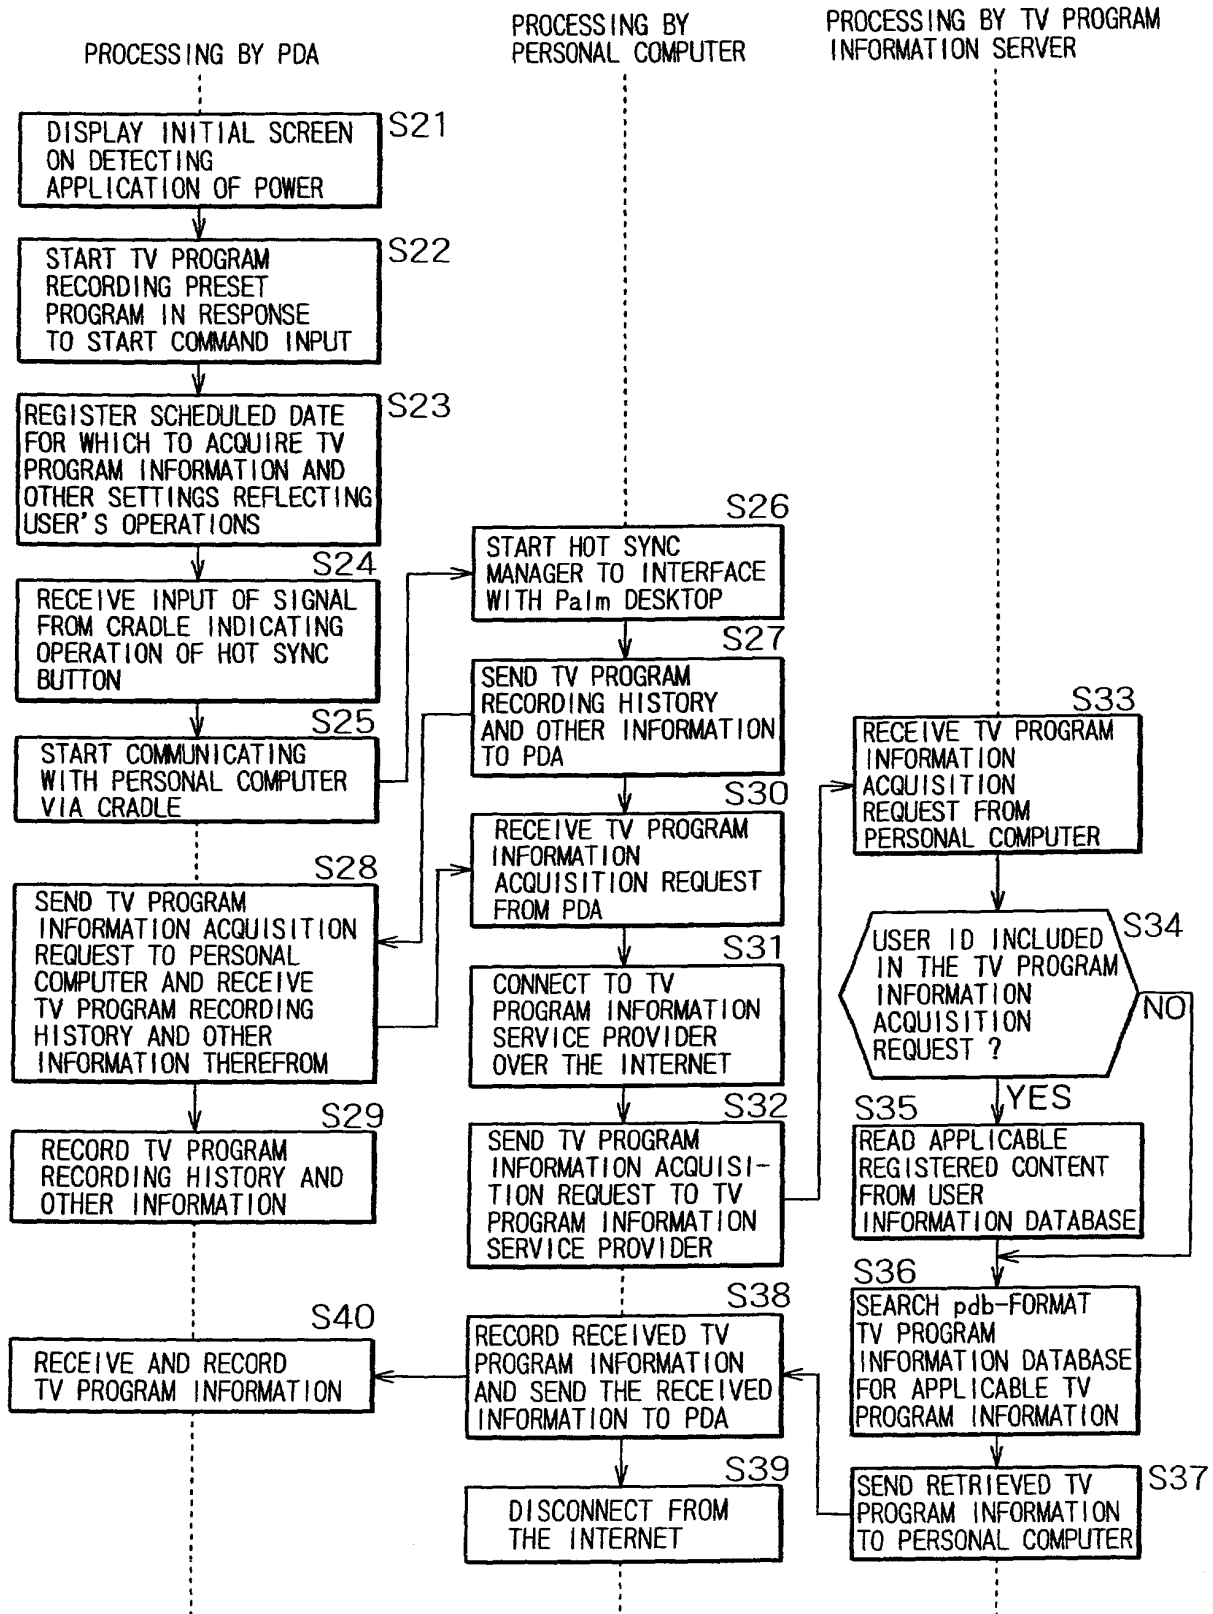 PROCESSING BY PDA
PROCESSING BY
PERSONAL COMPUTER
PROCESSING BY TV PROGRAM
INFORMATION SERVER
S21
DISPLAY INITIAL SCREEN
ON DETECTING
APPLICATION OF POWER
S22
START TV PROGRAM
RECORDING PRESET
PROGRAM IN RESPONSE
TO START COMMAND INPUT
S23
REGISTER SCHEDULED DATE
FOR WHICH TO ACQUIRE TV
PROGRAM INFORMATION AND
OTHER SETTINGS REFLECTING
USER'S OPERATIONS
S24
RECEIVE INPUT OF SIGNAL
FROM CRADLE INDICATING
OPERATION OF HOT SYNC
BUTTON
S25
START COMMUNICATING
WITH PERSONAL COMPUTER
VIA CRADLE
S26
START HOT SYNC
MANAGER TO INTERFACE
WITH Palm DESKTOP
S27
SEND TV PROGRAM
RECORDING HISTORY
AND OTHER INFORMATION
TO PDA
S28
SEND TV PROGRAM
INFORMATION ACQUISITION
REQUEST TO PERSONAL
COMPUTER AND RECEIVE
TV PROGRAM RECORDING
HISTORY AND OTHER
INFORMATION THEREFROM
S29
RECORD TV PROGRAM
RECORDING HISTORY AND
OTHER INFORMATION
S30
RECEIVE TV PROGRAM
INFORMATION
ACQUISITION REQUEST
FROM PDA
S31
CONNECT TO TV
PROGRAM INFORMATION
SERVICE PROVIDER
OVER THE INTERNET
S32
SEND TV PROGRAM
INFORMATION ACQUISI-
TION REQUEST TO TV
PROGRAM INFORMATION
SERVICE PROVIDER
S33
RECEIVE TV PROGRAM
INFORMATION
ACQUISITION
REQUEST FROM
PERSONAL COMPUTER
S34
USER ID INCLUDED
IN THE TV PROGRAM
INFORMATION
ACQUISITION
REQUEST ?
NO
YES
S35
READ APPLICABLE
REGISTERED CONTENT
FROM USER
INFORMATION DATABASE
S36
SEARCH pdb-FORMAT
TV PROGRAM
INFORMATION DATABASE
FOR APPLICABLE TV
PROGRAM INFORMATION
S37
SEND RETRIEVED TV
PROGRAM INFORMATION
TO PERSONAL COMPUTER
S38
RECORD RECEIVED TV
PROGRAM INFORMATION
AND SEND THE RECEIVED
INFORMATION TO PDA
S39
DISCONNECT FROM
THE INTERNET
S40
RECEIVE AND RECORD
TV PROGRAM INFORMATION